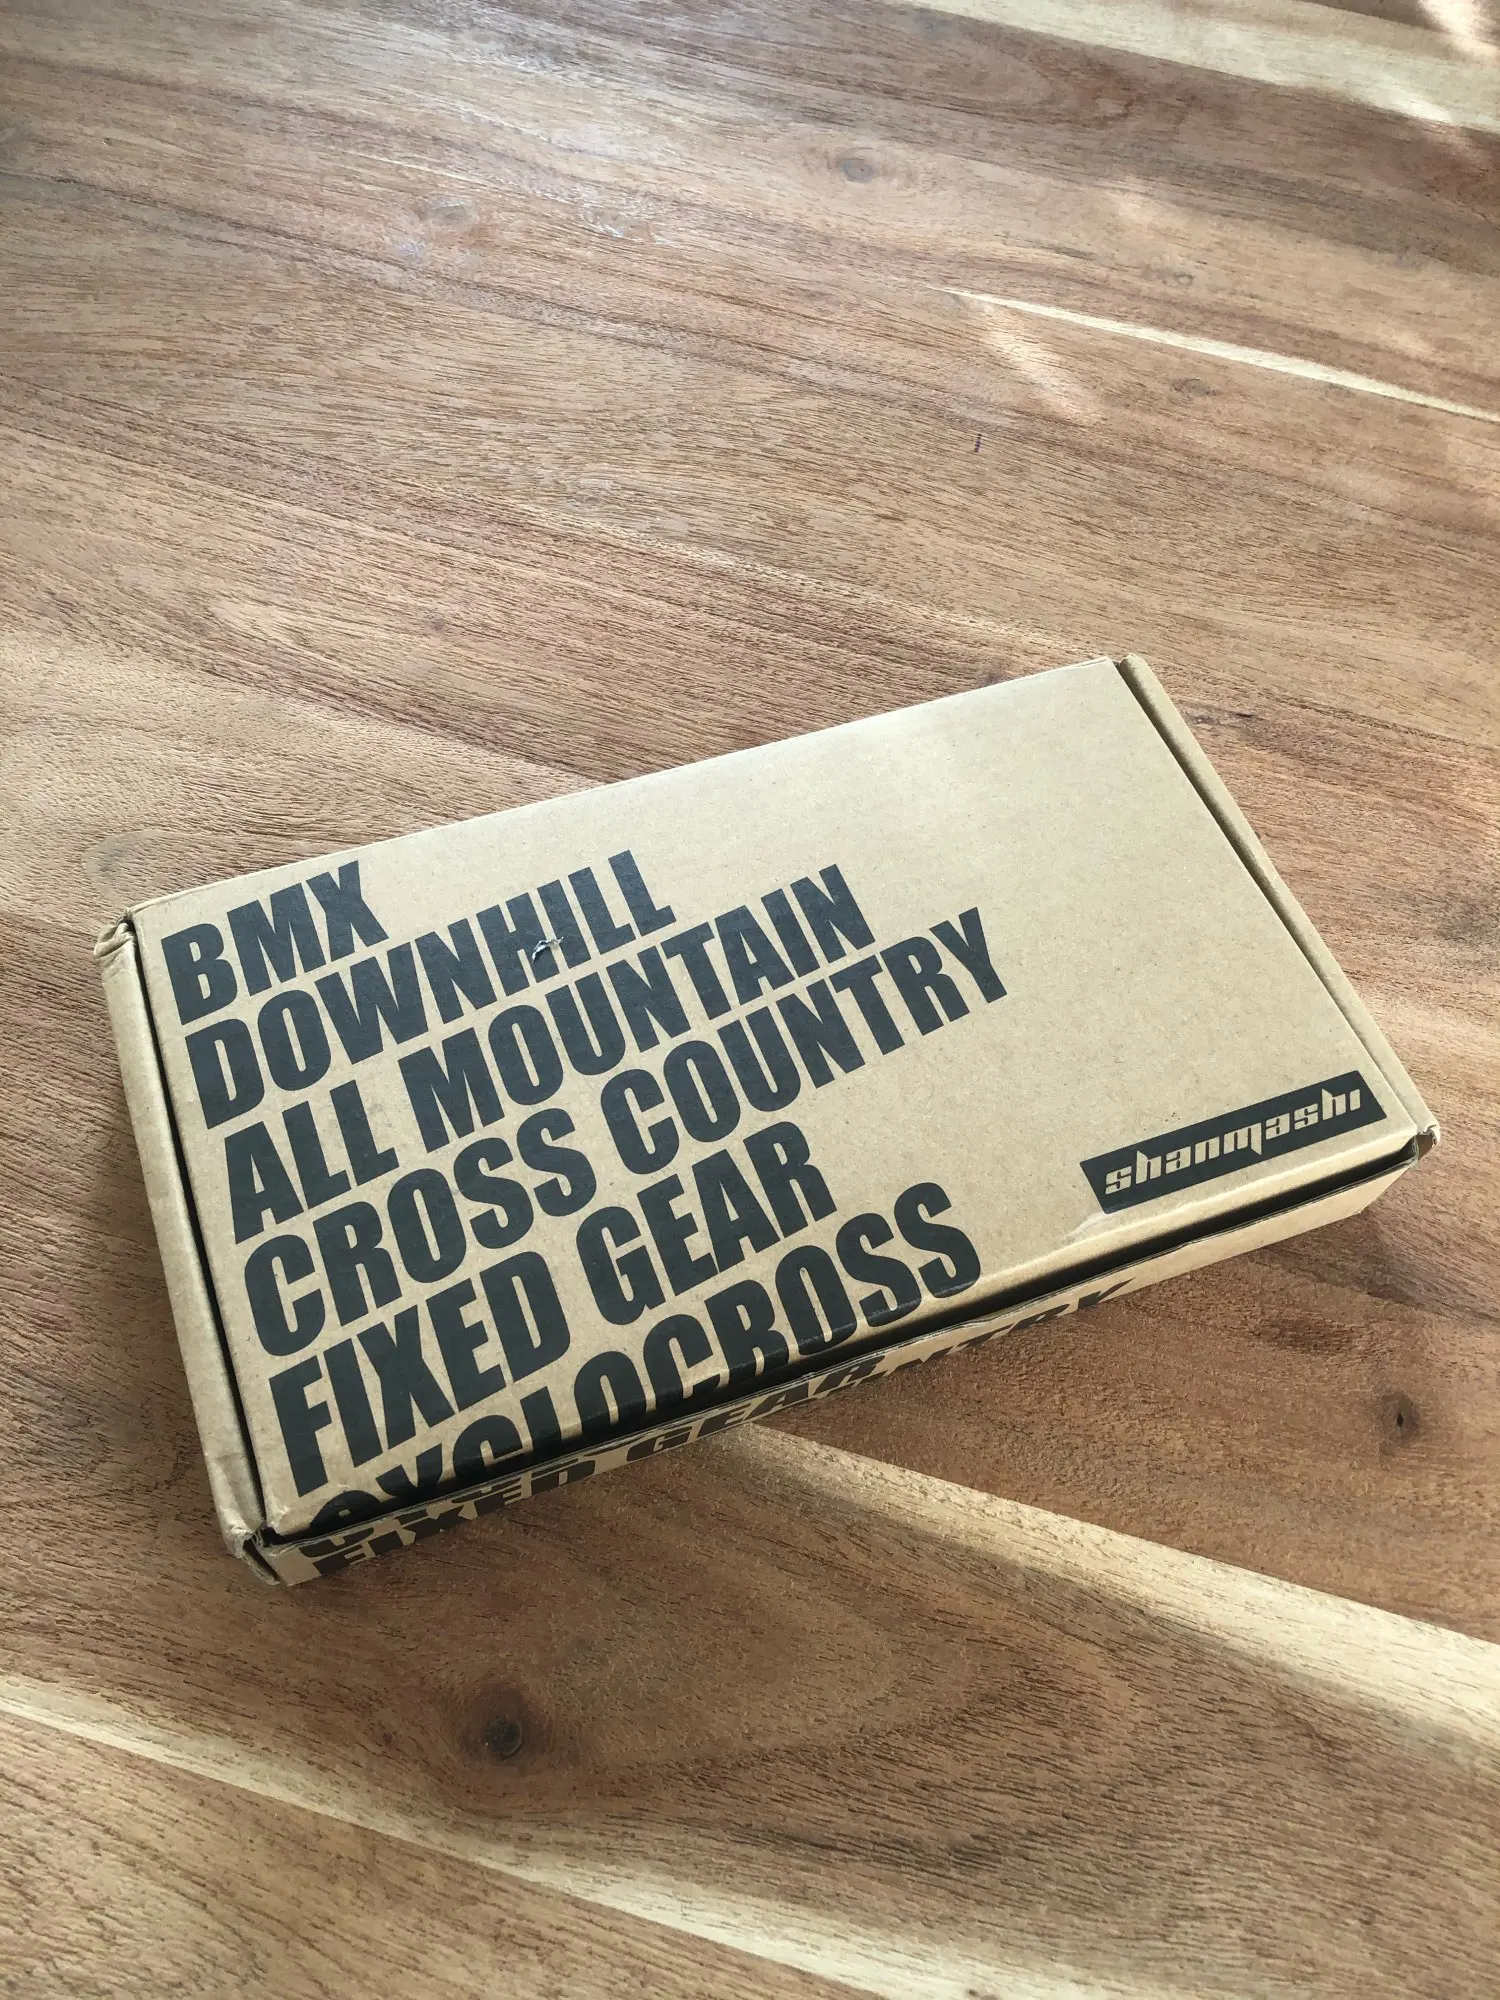 BMX
DOWNHILL
ALL MOUNTAIN
CROSS COUNTRY
FIXED GEAR
CYCLOCROSS
shanmashi
FIXED GEAR